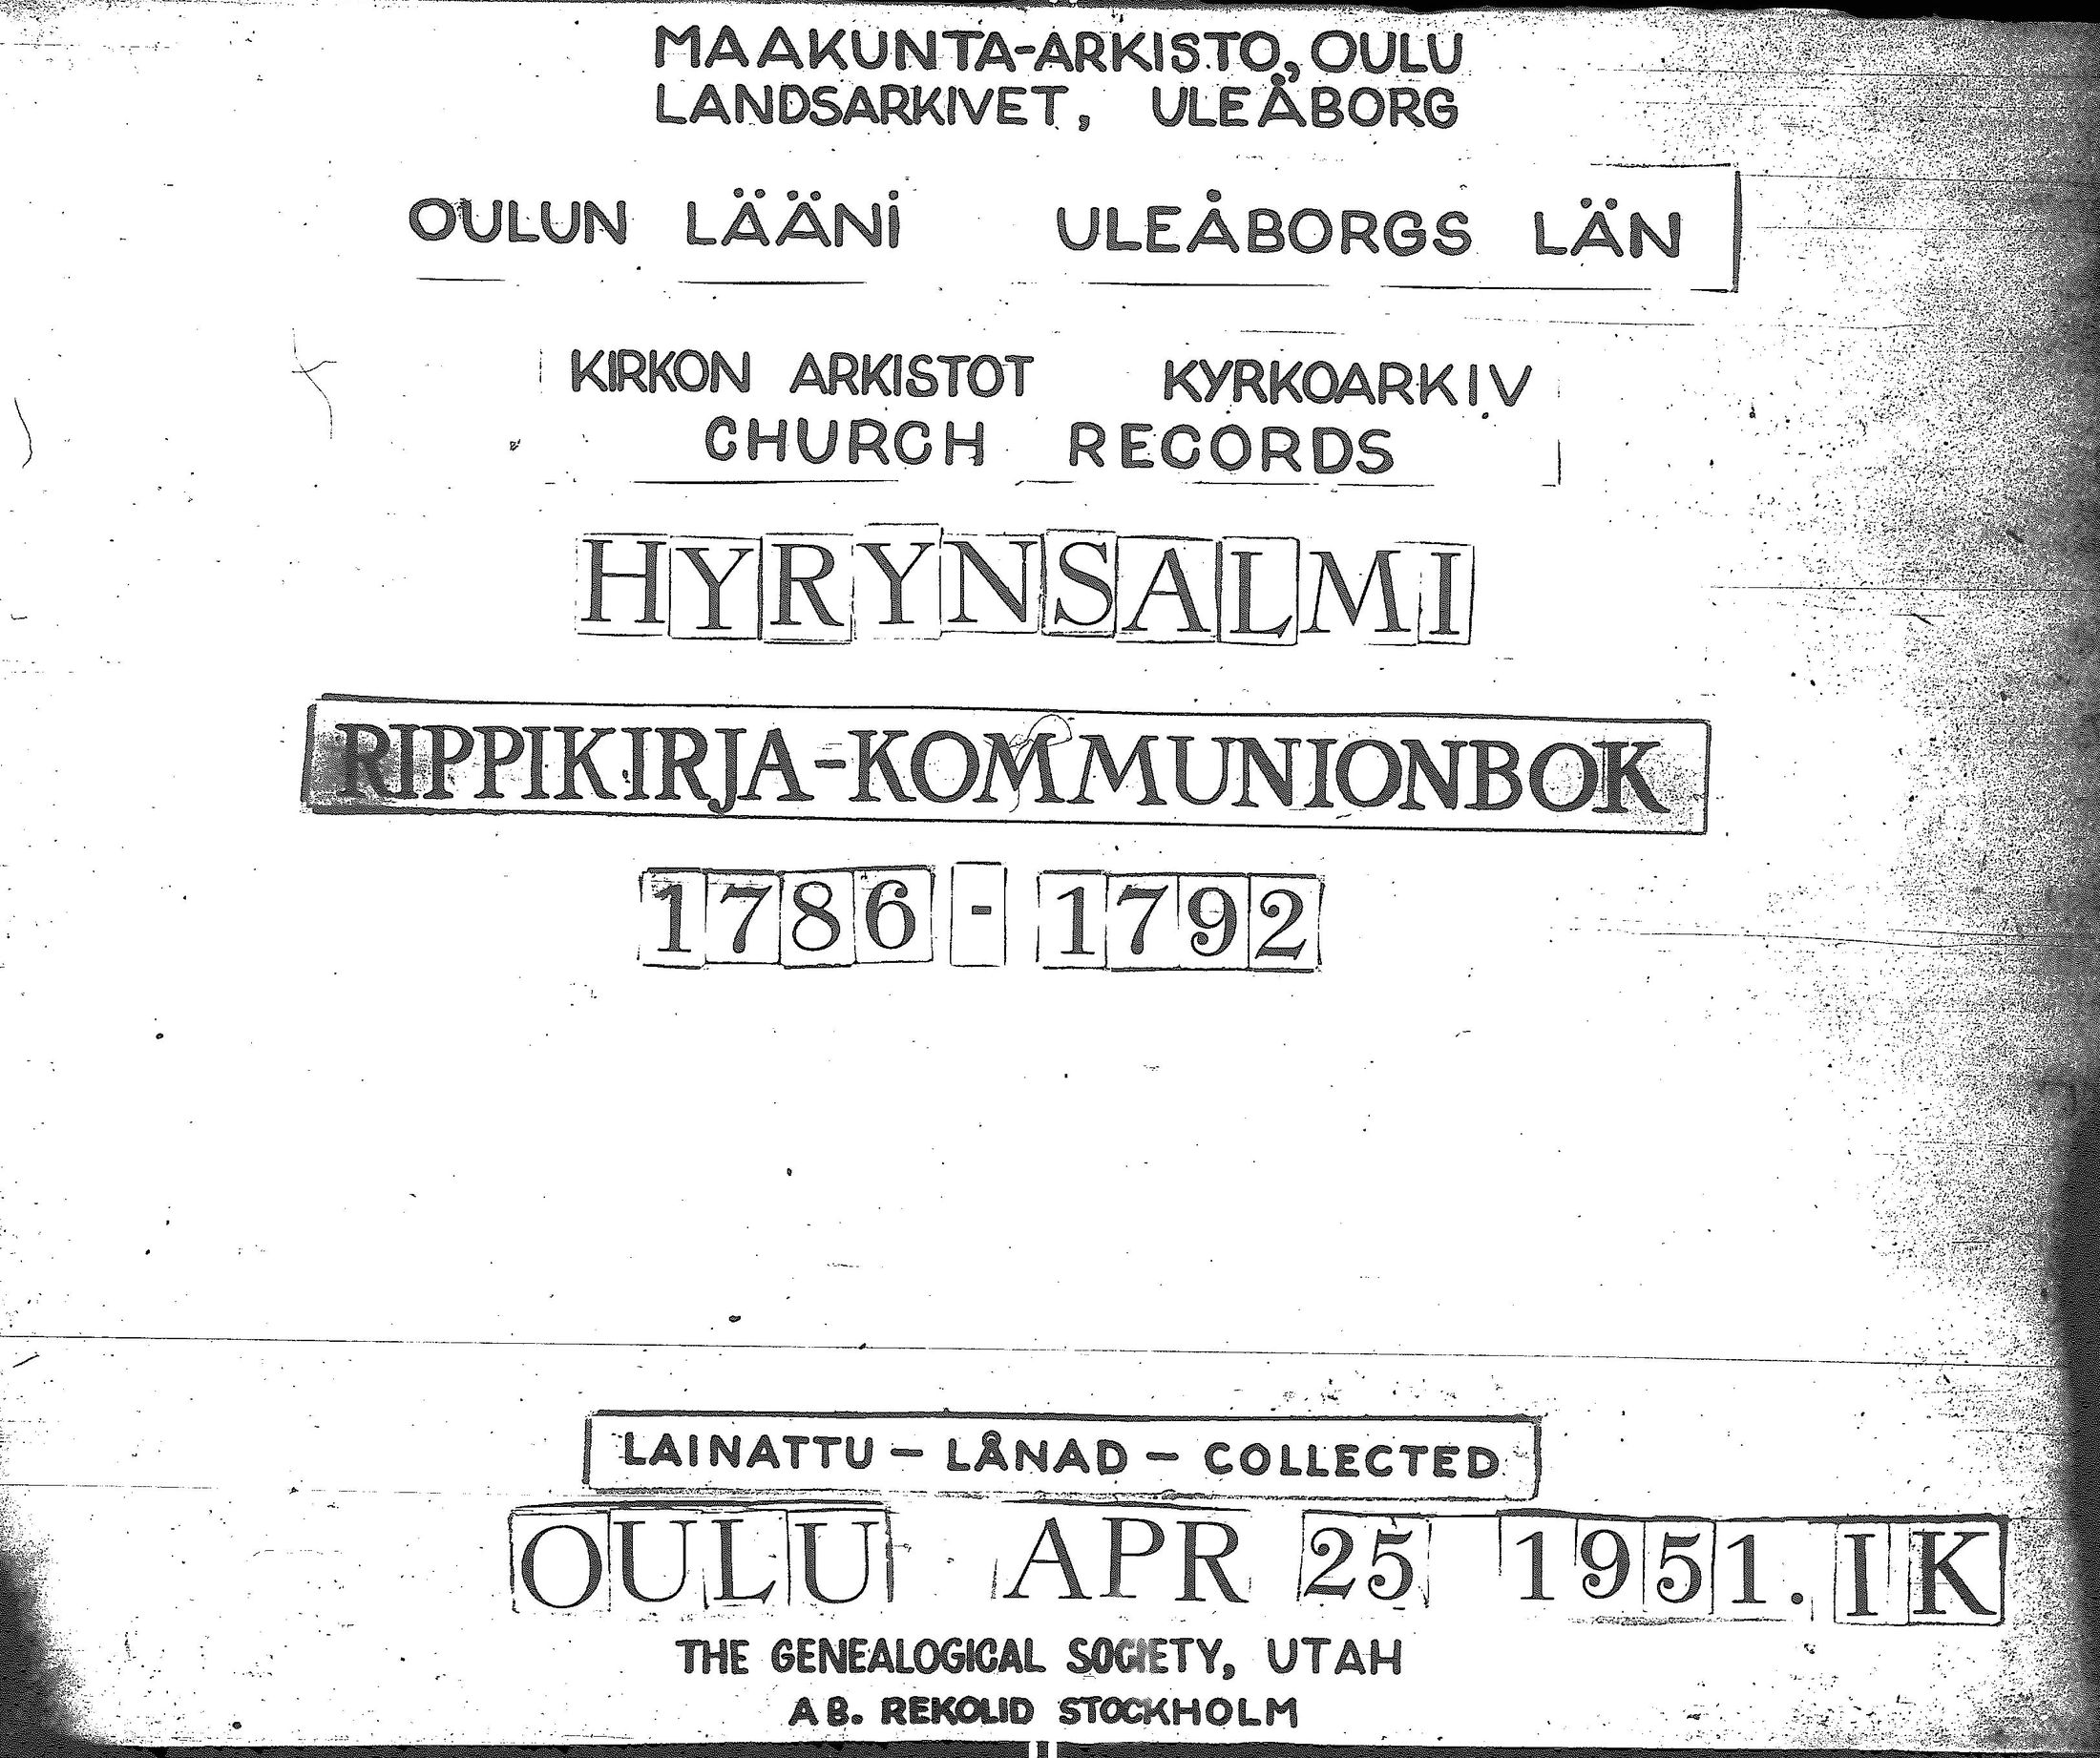 MAAKUNTA-ARKISTO, OULU
LANDSARKIVET, ULEÅBORG
OULUN LÄÄNI ULEÅBORGS LÄN
KIRKON ARKISTOT KYRKOARKIV
CHURCH RECORDS
HYRYNSALMI
RIPPIKIRJA-KOMMUNIONBOK
1786 - 1792
LAINATTU - LÅNAD - COLLECTED
OULU APR 25 1951. IK
THE GENEALOGICAL SOCIETY, UTAH
AB. REKOLID STOCKHOLM